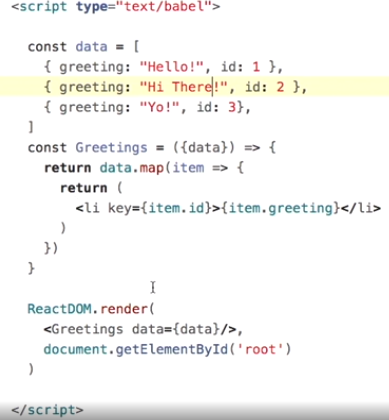 <script type="text/babel">
const data = [
{ greeting: "Hello!", id: 1 },
{ greeting: "Hi There!", id: 2 },
{ greeting: "Yo!", id: 3},
]
const Greetings = ({data}) => {
return data.map(item => {
return (
<li key={item.id}>{item.greeting}</li>
)
})
}
ReactDOM.render(
<Greetings data={data}/>,
document.getElementById('root')
)
</script>